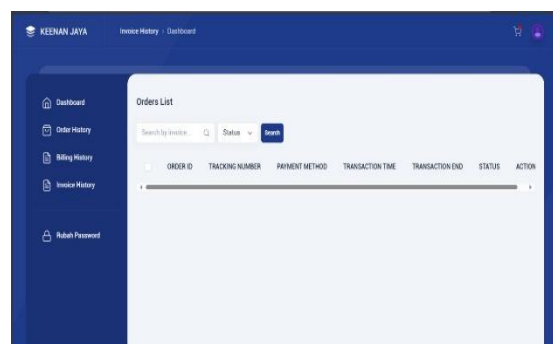 KEENAN JAYA
Invoice History > Dashboard
Dashboard
Order History
Billing History
Invoice History
Rubah Password
Orders List
Search by invoice...
Status
Search
ORDER ID TRACKING NUMBER PAYMENT METHOD TRANSACTION TIME TRANSACTION END STATUS ACTION